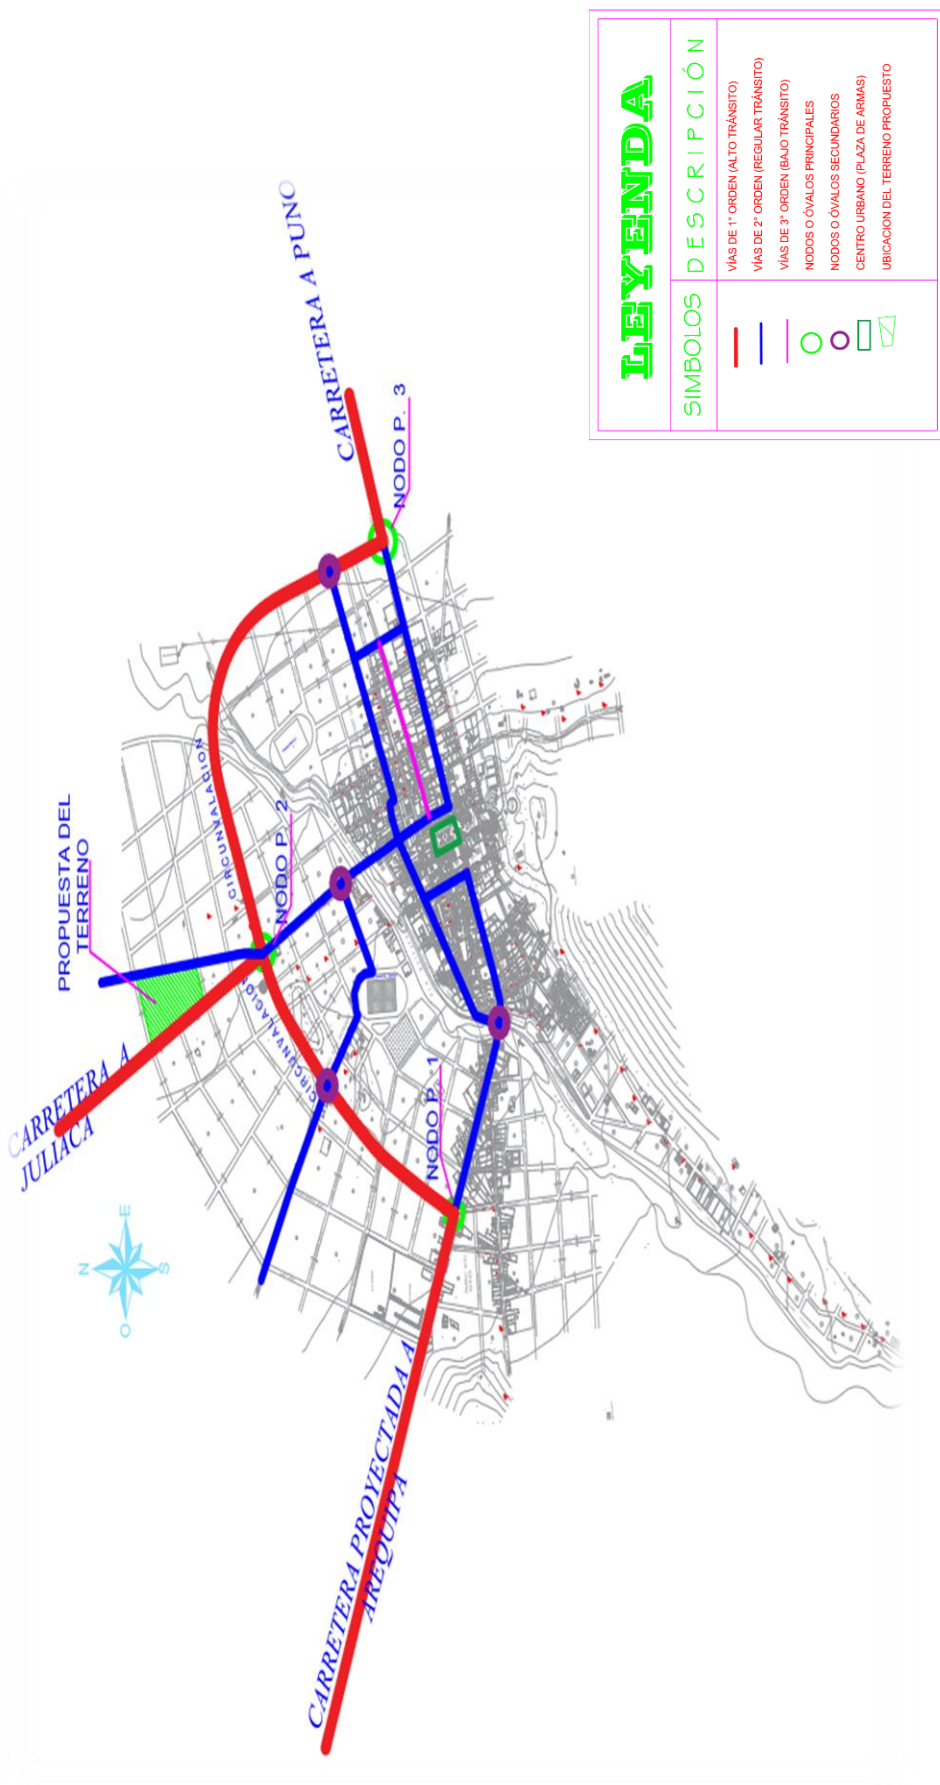 LEYENDA
SIMBOLOS
DESCRIPCIÓN
VÍAS DE 1° ORDEN (ALTO TRÁNSITO)
VÍAS DE 2° ORDEN (REGULAR TRÁNSITO)
VÍAS DE 3° ORDEN (BAJO TRÁNSITO)
NODOS O ÓVALOS PRINCIPALES
NODOS O ÓVALOS SECUNDARIOS
CENTRO URBANO (PLAZA DE ARMAS)
UBICACION DEL TERRENO PROPUESTO
CARRETERA A
JULIACA
PROPUESTA DEL
TERRENO
CIRCUNVALACION
NODO P. 2
CIRCUNVALACION
CARRETERA A PUNO
NODO P. 3
NODO P. 1
CARRETERA PROYECTADA A
AREQUIPA
N
E
S
O